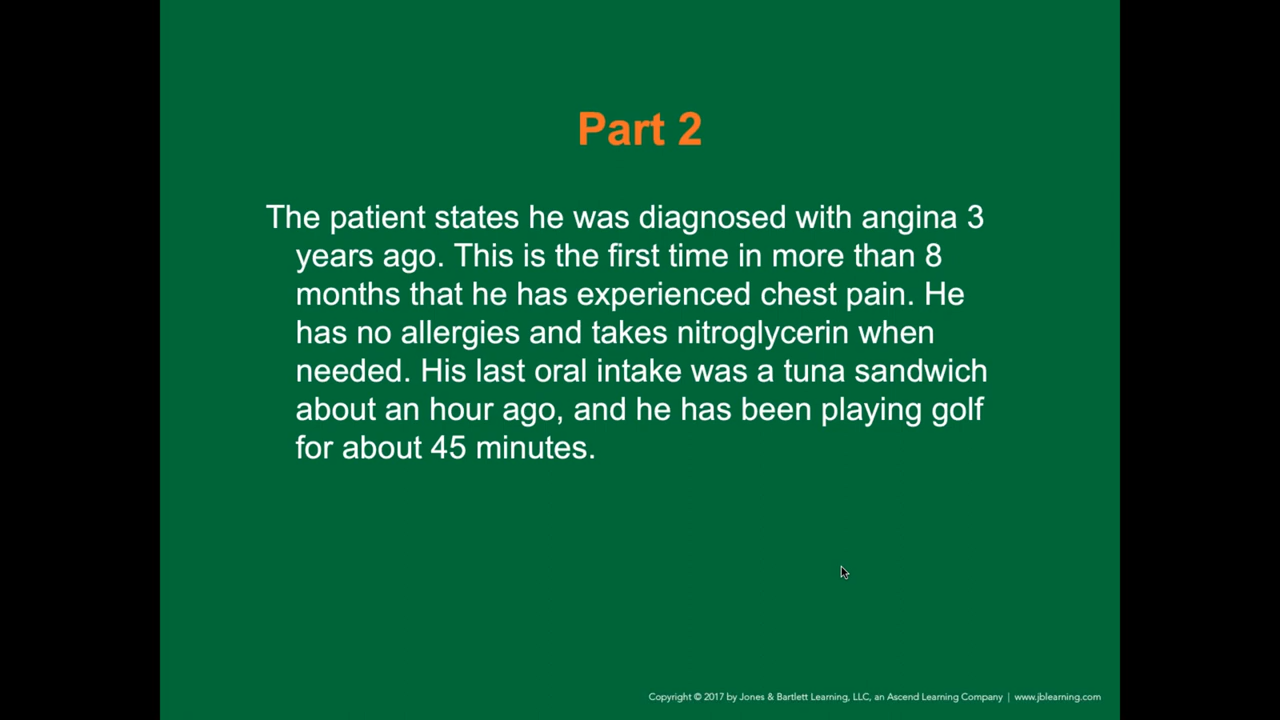 Part 2
The patient states he was diagnosed with angina 3
years ago. This is the first time in more than 8
months that he has experienced chest pain. He
has no allergies and takes nitroglycerin when
needed. His last oral intake was a tuna sandwich
about an hour ago, and he has been playing golf
for about 45 minutes.
Copyright © 2017 by Jones & Bartlett Learning, LLC, an Ascend Learning Company | www.jblearning.com